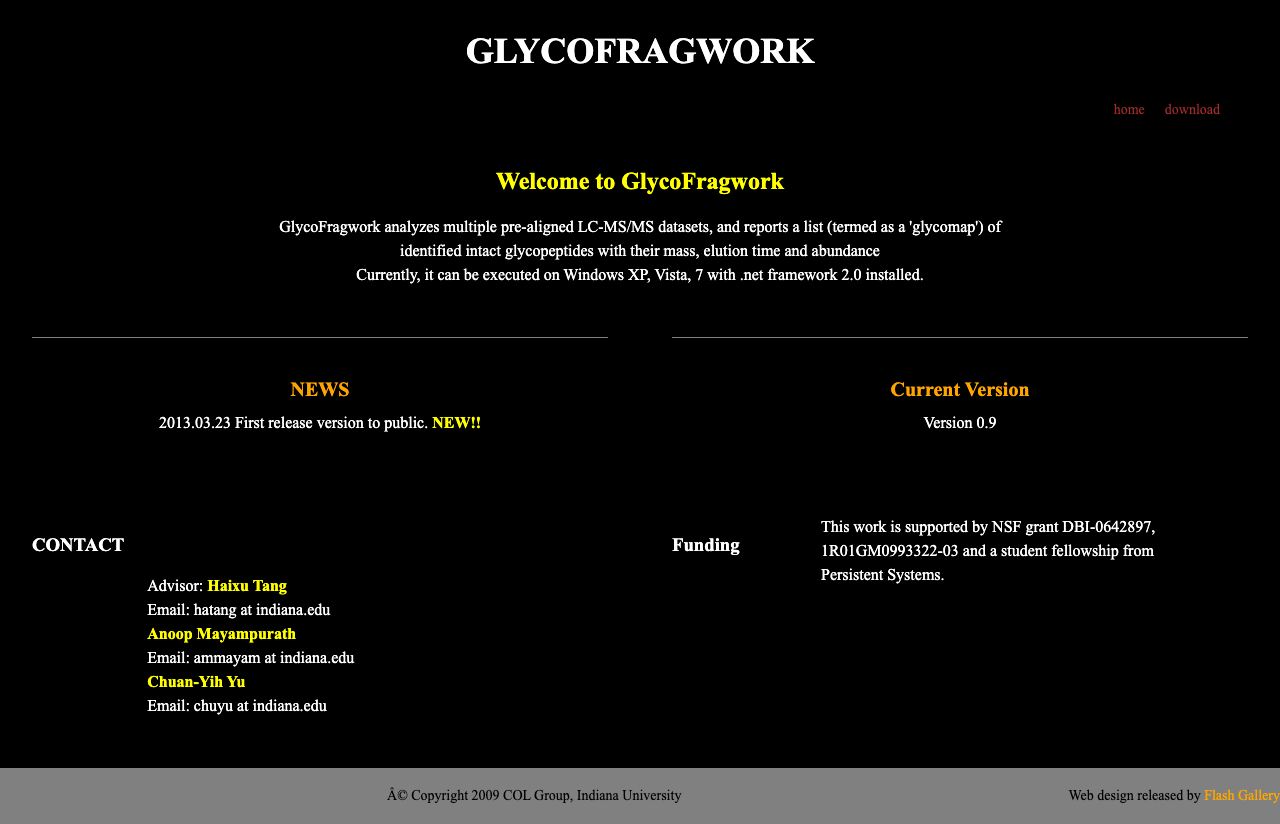 GLYCOFRAGWORK
home download
Welcome to GlycoFragwork
GlycoFragwork analyzes multiple pre-aligned LC-MS/MS datasets, and reports a list (termed as a 'glycomap') of
identified intact glycopeptides with their mass, elution time and abundance
Currently, it can be executed on Windows XP, Vista, 7 with .net framework 2.0 installed.
NEWS
2013.03.23 First release version to public. NEW!!
Current Version
Version 0.9
CONTACT
Advisor: Haixu Tang
Email: hatang at indiana.edu
Anoop Mayampurath
Email: ammayam at indiana.edu
Chuan-Yih Yu
Email: chuyu at indiana.edu
Funding
This work is supported by NSF grant DBI-0642897,
1R01GM0993322-03 and a student fellowship from
Persistent Systems.
Â© Copyright 2009 COL Group, Indiana University
Web design released by Flash Gallery